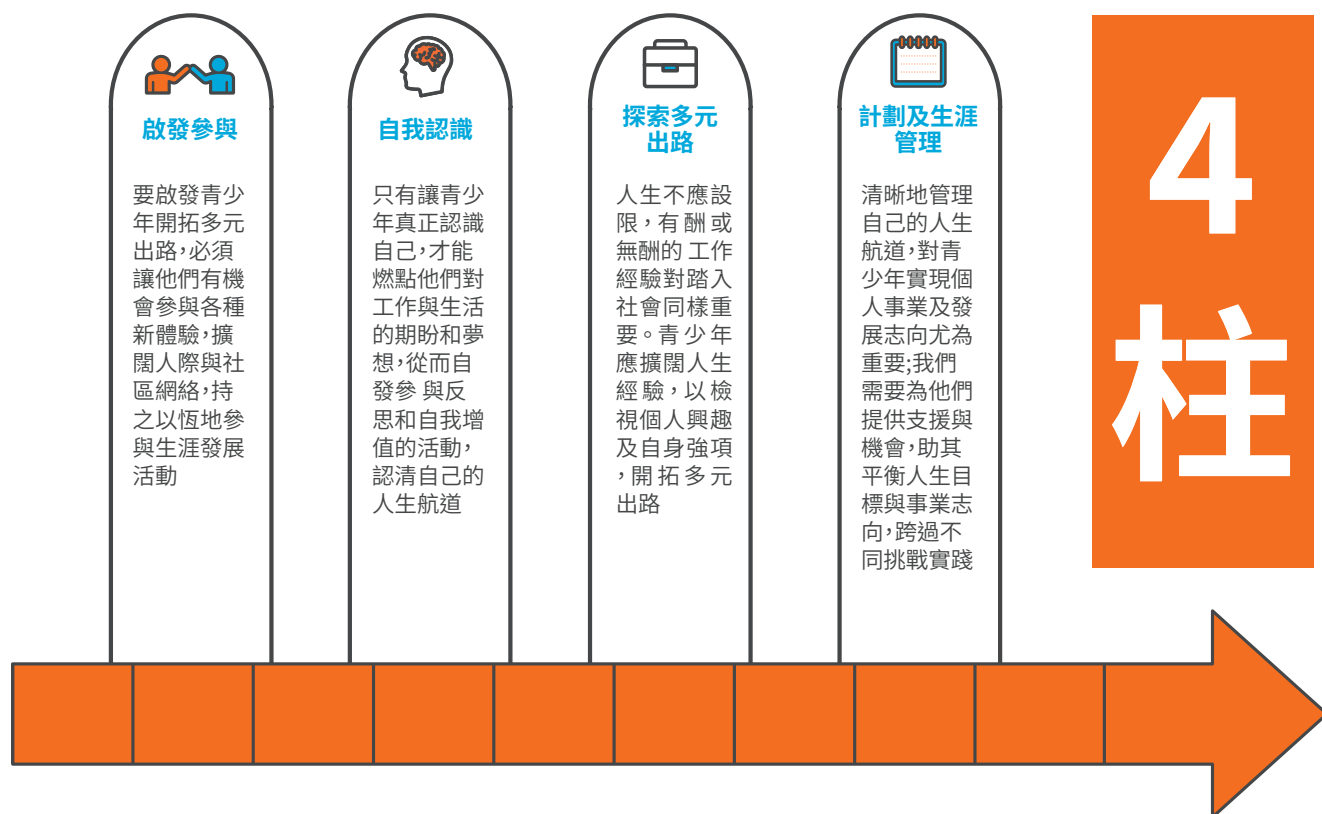 啟發參與
要啟發青少
年開拓多元
出路，必須
讓他們有機
會參與各種
新體驗，擴
闊人際與社
區網絡，持
之以恆地參
與生涯發展
活動
自我認識
只有讓青少
年真正認識
自己，才能
燃點他們對
工作與生活
的期盼和夢
想，從而自
發參 與反
思和自我增
值的活動，
認清自己的
人生航道
探索多元
出路
人生不應設
限，有酬或
無酬的 工作
經驗對踏入
社會同樣重
要。青少年
應擴闊人生
經驗，以檢
視個人興趣
及自身強項
，開拓多元
出路
計劃及生涯
管理
清晰地管理
自己的人生
航道，對青
少年實現個
人事業及發
展志向尤為
重要;我們
需要為他們
提供支援與
機會，助其
平衡人生目
標與事業志
向，跨過不
同挑戰實踐
4
柱